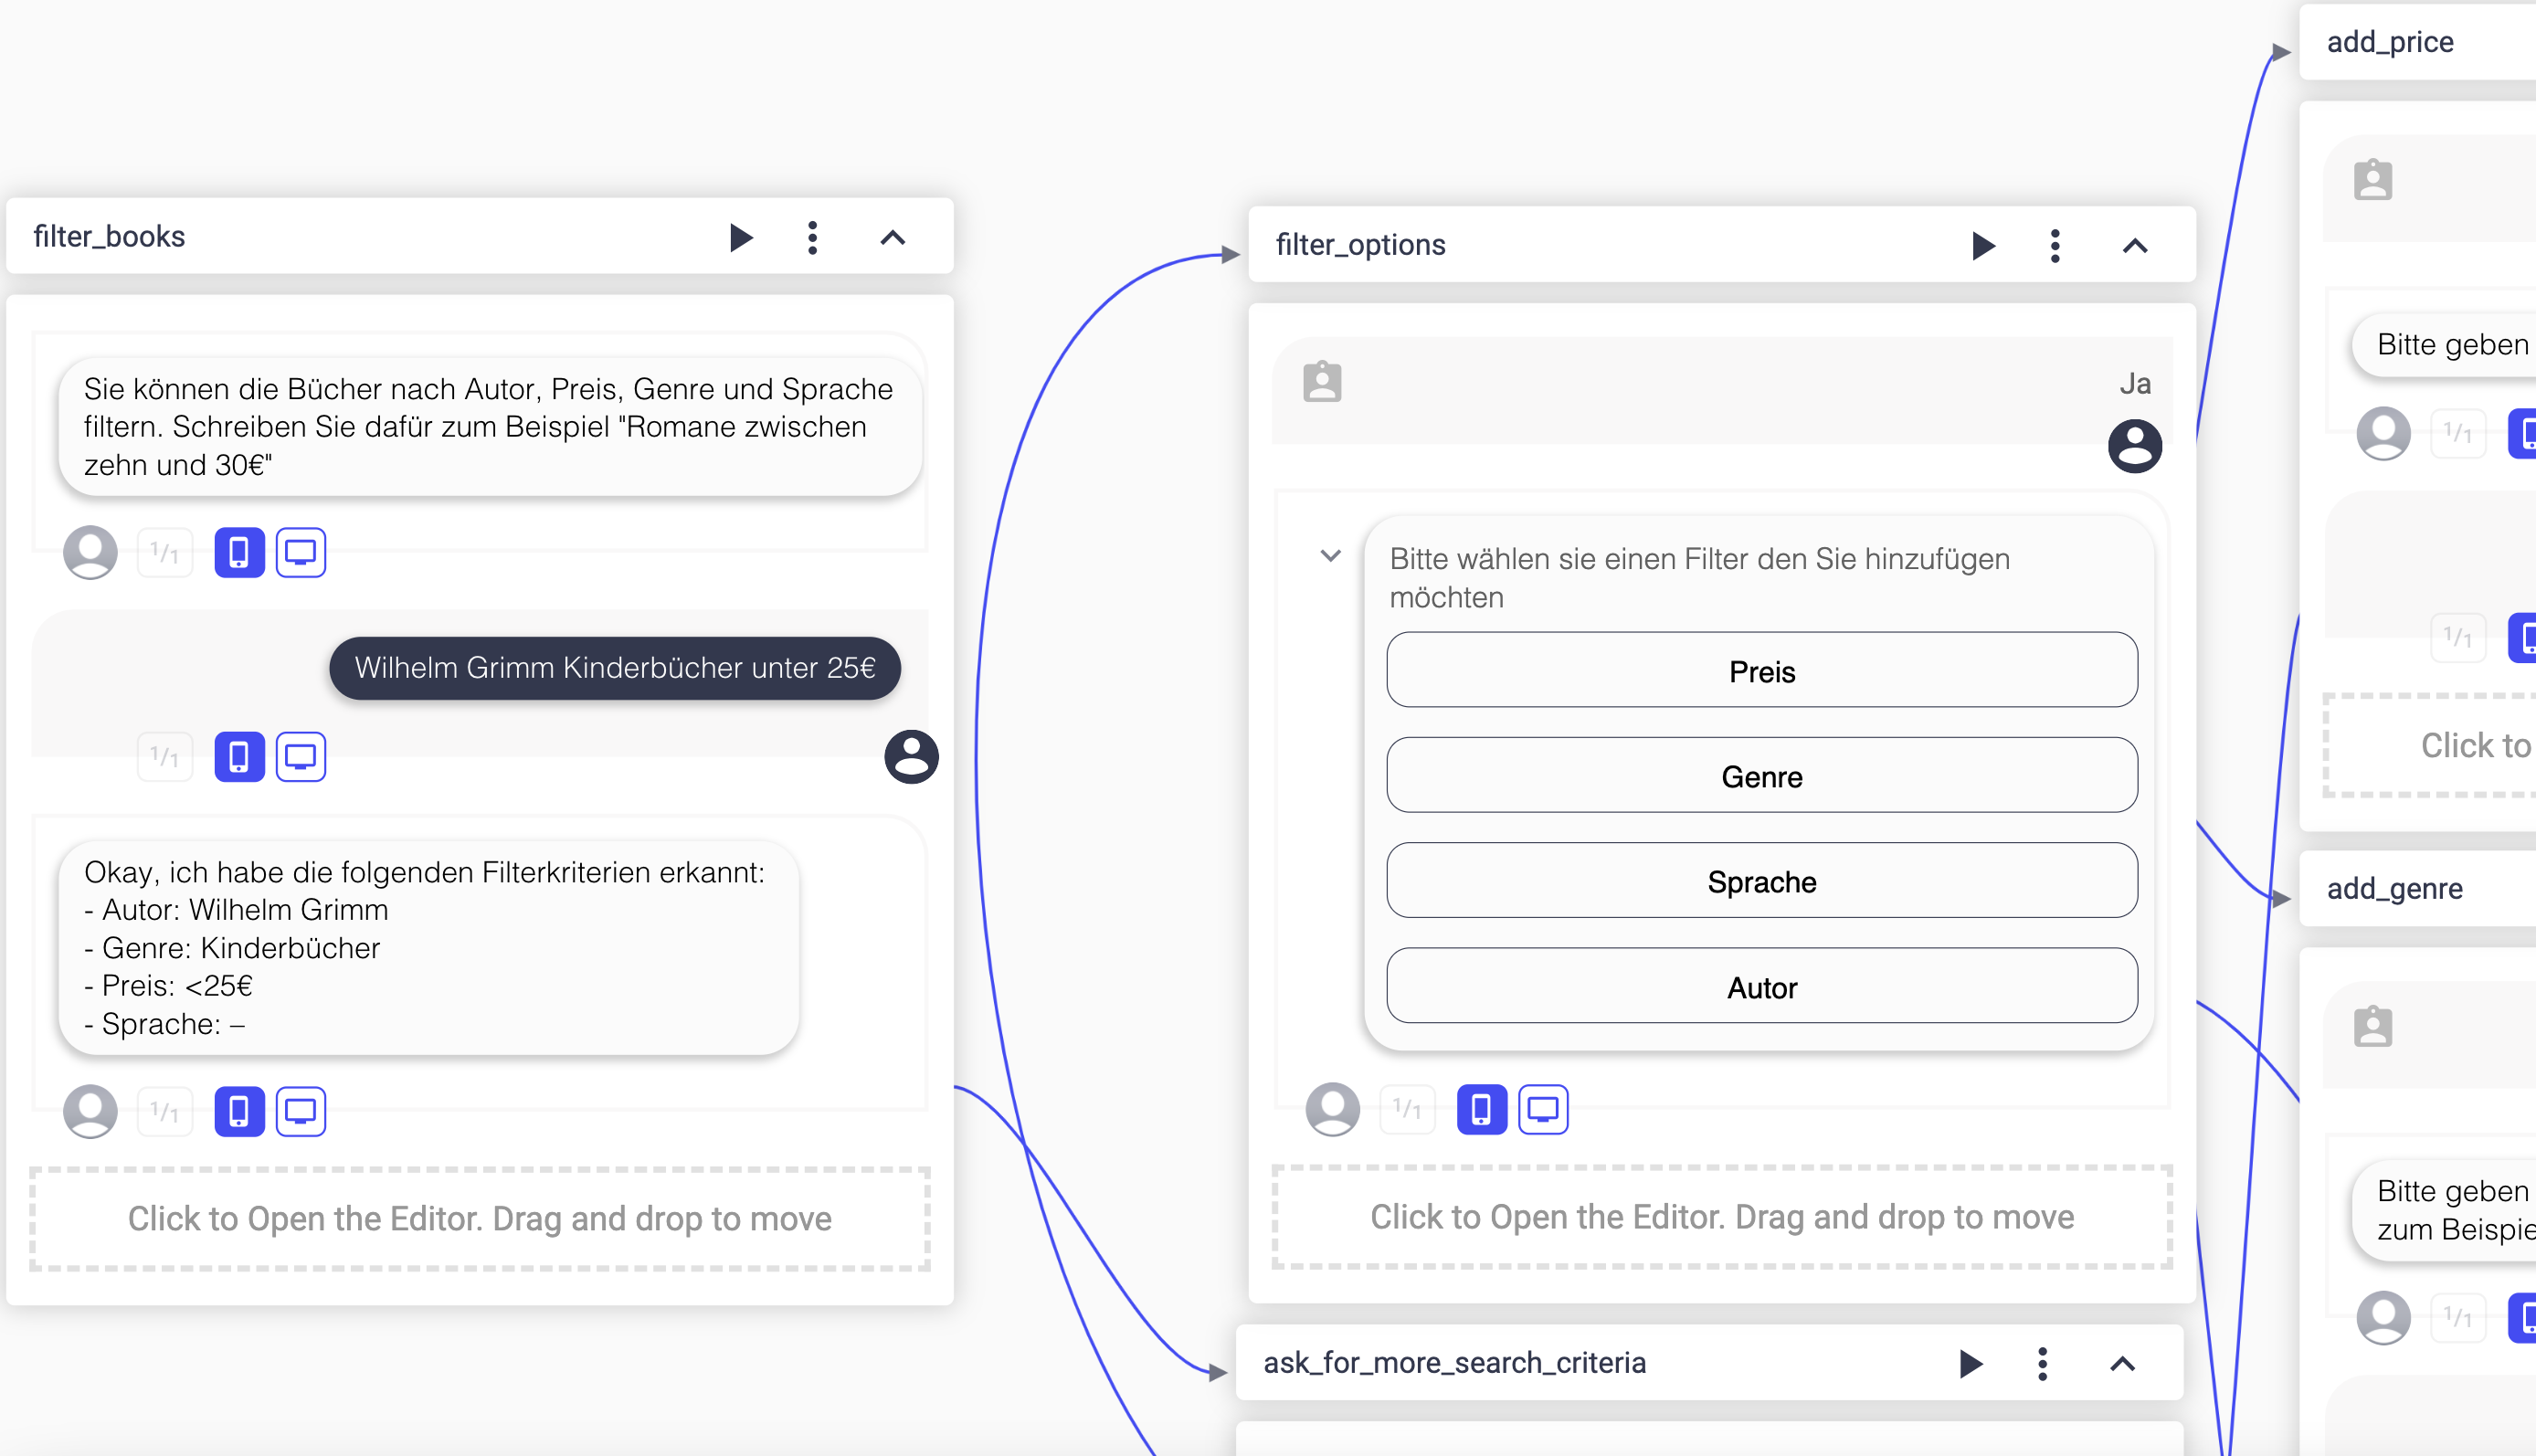 filter_books
Sie können die Bücher nach Autor, Preis, Genre und Sprache
filtern. Schreiben Sie dafür zum Beispiel "Romane zwischen
zehn und 30€"
1/1
Wilhelm Grimm Kinderbücher unter 25€
1/1
Okay, ich habe die folgenden Filterkriterien erkannt:
- Autor: Wilhelm Grimm
- Genre: Kinderbücher
- Preis: <25€
- Sprache: –
1/1
Click to Open the Editor. Drag and drop to move
filter_options
Ja
Bitte wählen sie einen Filter den Sie hinzufügen
möchten
Preis
Genre
Sprache
Autor
1/1
Click to Open the Editor. Drag and drop to move
ask_for_more_search_criteria
add_price
Bitte geben
1/1
1/1
Click to
add_genre
Bitte geben
zum Beispie
1/1